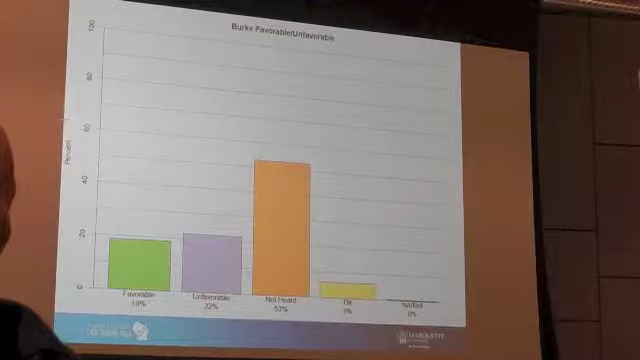 Burke Favorable/Unfavorable
Percent
100
80
60
40
20
0
Favorable
19%
Unfavorable
22%
Not Heard
53%
DK
NA/Ref
0%
MARQUETTE